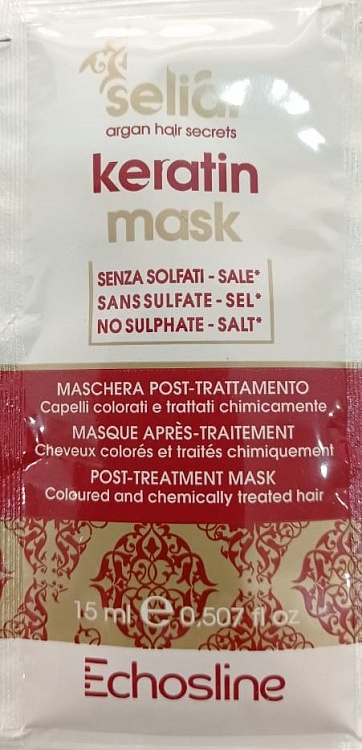 seliár
argan hair secrets
keratin
mask
SENZA SOLFATI - SALE*
SANS SULFATE - SEL*
NO SULPHATE - SALT*
MASCHERA POST-TRATTAMENTO
Capelli colorati e trattati chimicamente
MASQUE APRÈS-TRAITEMENT
Cheveux colorés et traités chimiquement
POST-TREATMENT MASK
Coloured and chemically treated hair
15 ml ℮ 0,507 fl oz
Echosline